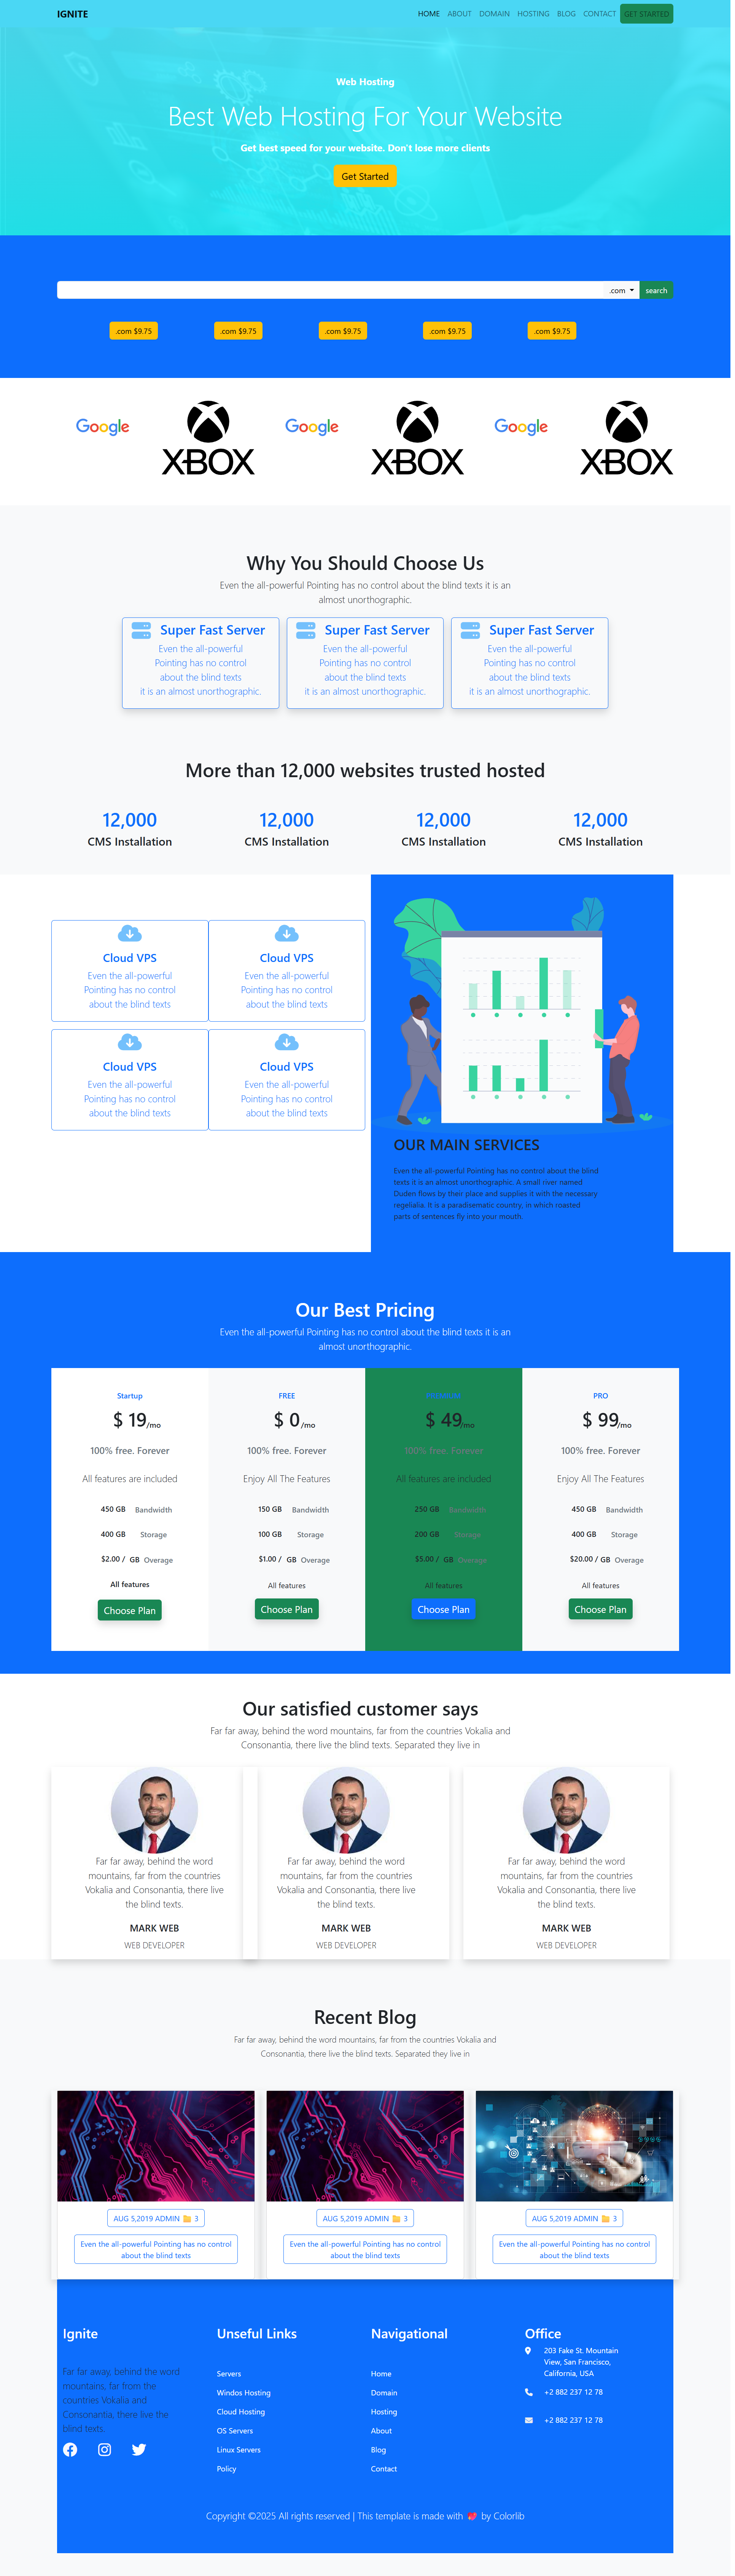 IGNITE
HOME ABOUT DOMAIN HOSTING BLOG CONTACT GET STARTED
Web Hosting
Best Web Hosting For Your Website
Get best speed for your website. Don't lose more clients
Get Started
.com search
.com $9.75 .com $9.75 .com $9.75 .com $9.75 .com $9.75
Google XBOX Google XBOX Google XBOX
Why You Should Choose Us
Even the all-powerful Pointing has no control about the blind texts it is an
almost unorthographic.
Super Fast Server
Even the all-powerful
Pointing has no control
about the blind texts
it is an almost unorthographic.
Super Fast Server
Even the all-powerful
Pointing has no control
about the blind texts
it is an almost unorthographic.
Super Fast Server
Even the all-powerful
Pointing has no control
about the blind texts
it is an almost unorthographic.
More than 12,000 websites trusted hosted
12,000 12,000 12,000 12,000
CMS Installation CMS Installation CMS Installation CMS Installation
Cloud VPS
Even the all-powerful
Pointing has no control
about the blind texts
Cloud VPS
Even the all-powerful
Pointing has no control
about the blind texts
Cloud VPS
Even the all-powerful
Pointing has no control
about the blind texts
Cloud VPS
Even the all-powerful
Pointing has no control
about the blind texts
OUR MAIN SERVICES
Even the all-powerful Pointing has no control about the blind
texts it is an almost unorthographic. A small river named
Duden flows by their place and supplies it with the necessary
regelialia. It is a paradisematic country, in which roasted
parts of sentences fly into your mouth.
Our Best Pricing
Even the all-powerful Pointing has no control about the blind texts it is an
almost unorthographic.
Startup
$ 19/mo
100% free. Forever
All features are included
450 GB Bandwidth
400 GB Storage
$2.00 / GB Overage
All features
Choose Plan
FREE
$ 0/mo
100% free. Forever
Enjoy All The Features
150 GB Bandwidth
100 GB Storage
$1.00 / GB Overage
All features
Choose Plan
$ 49/mo
100% free. Forever
All features are included
250 GB Bandwidth
200 GB Storage
$5.00 / GB Overage
All features
Choose Plan
PRO
$ 99/mo
100% free. Forever
Enjoy All The Features
450 GB Bandwidth
400 GB Storage
$20.00 / GB Overage
All features
Choose Plan
Our satisfied customer says
Far far away, behind the word mountains, far from the countries Vokalia and
Consonantia, there live the blind texts. Separated they live in
Far far away, behind the word
mountains, far from the countries
Vokalia and Consonantia, there live
the blind texts.
MARK WEB
WEB DEVELOPER
Far far away, behind the word
mountains, far from the countries
Vokalia and Consonantia, there live
the blind texts.
MARK WEB
WEB DEVELOPER
Far far away, behind the word
mountains, far from the countries
Vokalia and Consonantia, there live
the blind texts.
MARK WEB
WEB DEVELOPER
Recent Blog
Far far away, behind the word mountains, far from the countries Vokalia and
Consonantia, there live the blind texts. Separated they live in
AUG 5,2019 ADMIN 3
Even the all-powerful Pointing has no control
about the blind texts
AUG 5,2019 ADMIN 3
Even the all-powerful Pointing has no control
about the blind texts
AUG 5,2019 ADMIN 3
Even the all-powerful Pointing has no control
about the blind texts
Ignite
Far far away, behind the word
mountains, far from the
countries Vokalia and
Consonantia, there live the
blind texts.
Unseful Links
Servers
Windos Hosting
Cloud Hosting
OS Servers
Linux Servers
Policy
Navigational
Home
Domain
Hosting
About
Blog
Contact
Office
203 Fake St. Mountain
View, San Francisco,
California, USA
+2 882 237 12 78
+2 882 237 12 78
Copyright ©2025 All rights reserved | This template is made with by Colorlib